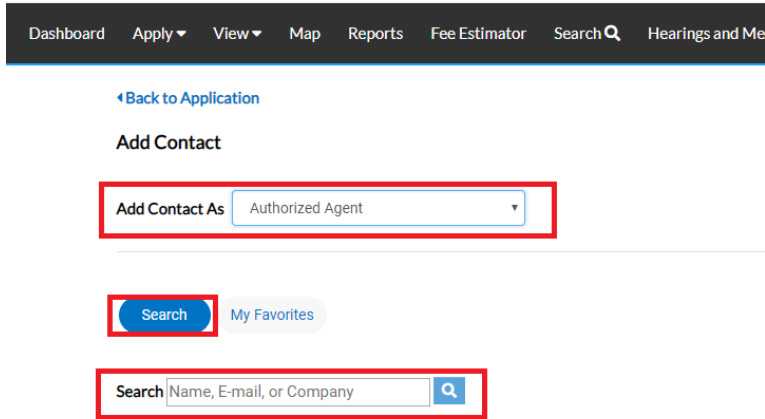 Dashboard Apply View Map Reports Fee Estimator Search Hearings and Me
Back to Application
Add Contact
Add Contact As Authorized Agent
Search My Favorites
Search Name, E-mail, or Company